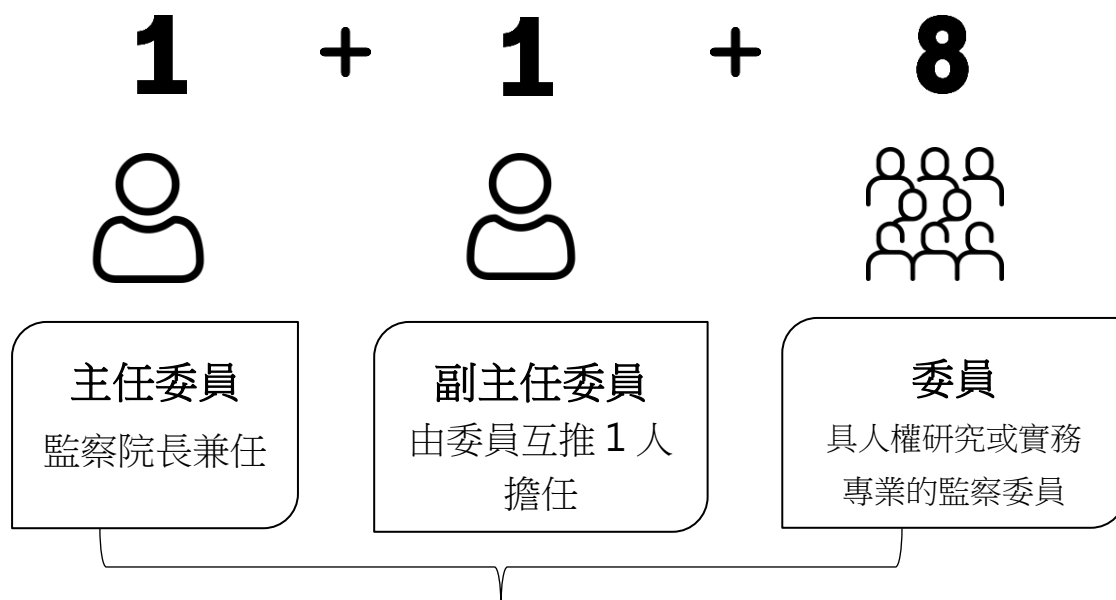 1 + 1 + 8
主任委員
監察院長兼任
副主任委員
由委員互推 1 人
擔任
委員
具人權研究或實務
專業的監察委員